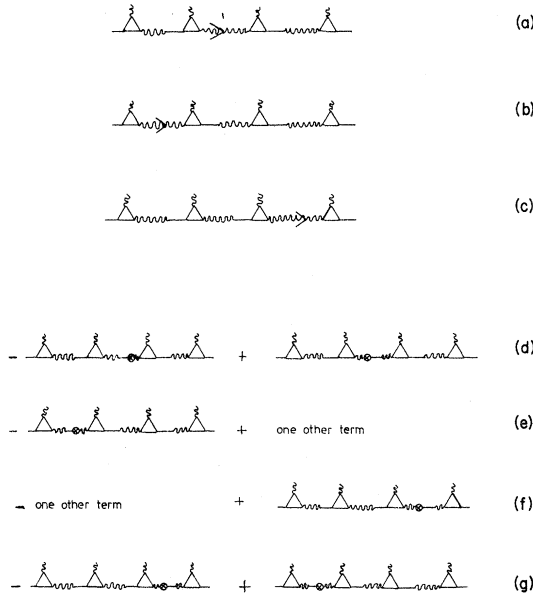 (a)
(b)
(c)
- + (d)
- + one other term (e)
- one other term + (f)
- + (g)